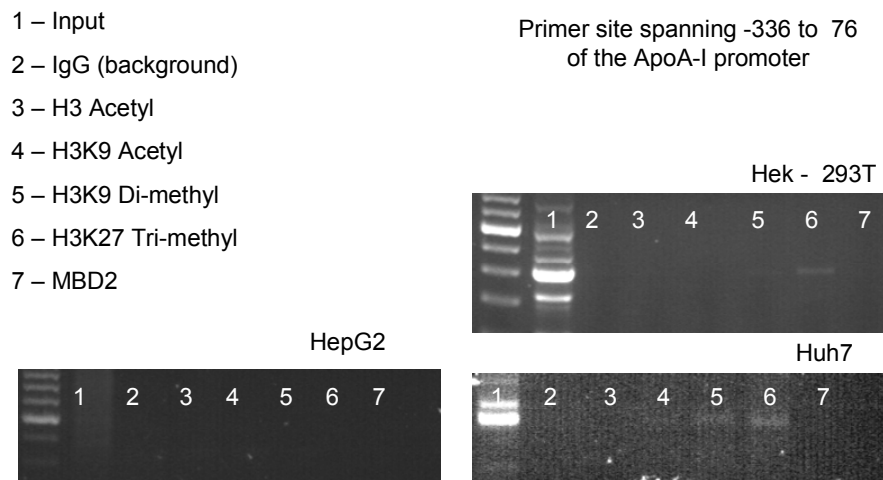 1 – Input
2 – IgG (background)
3 – H3 Acetyl
4 – H3K9 Acetyl
5 – H3K9 Di-methyl
6 – H3K27 Tri-methyl
7 – MBD2
Primer site spanning -336 to 76
of the ApoA-I promoter
Hek - 293T
1 2 3 4 5 6 7
HepG2
1 2 3 4 5 6 7
Huh7
1 2 3 4 5 6 7